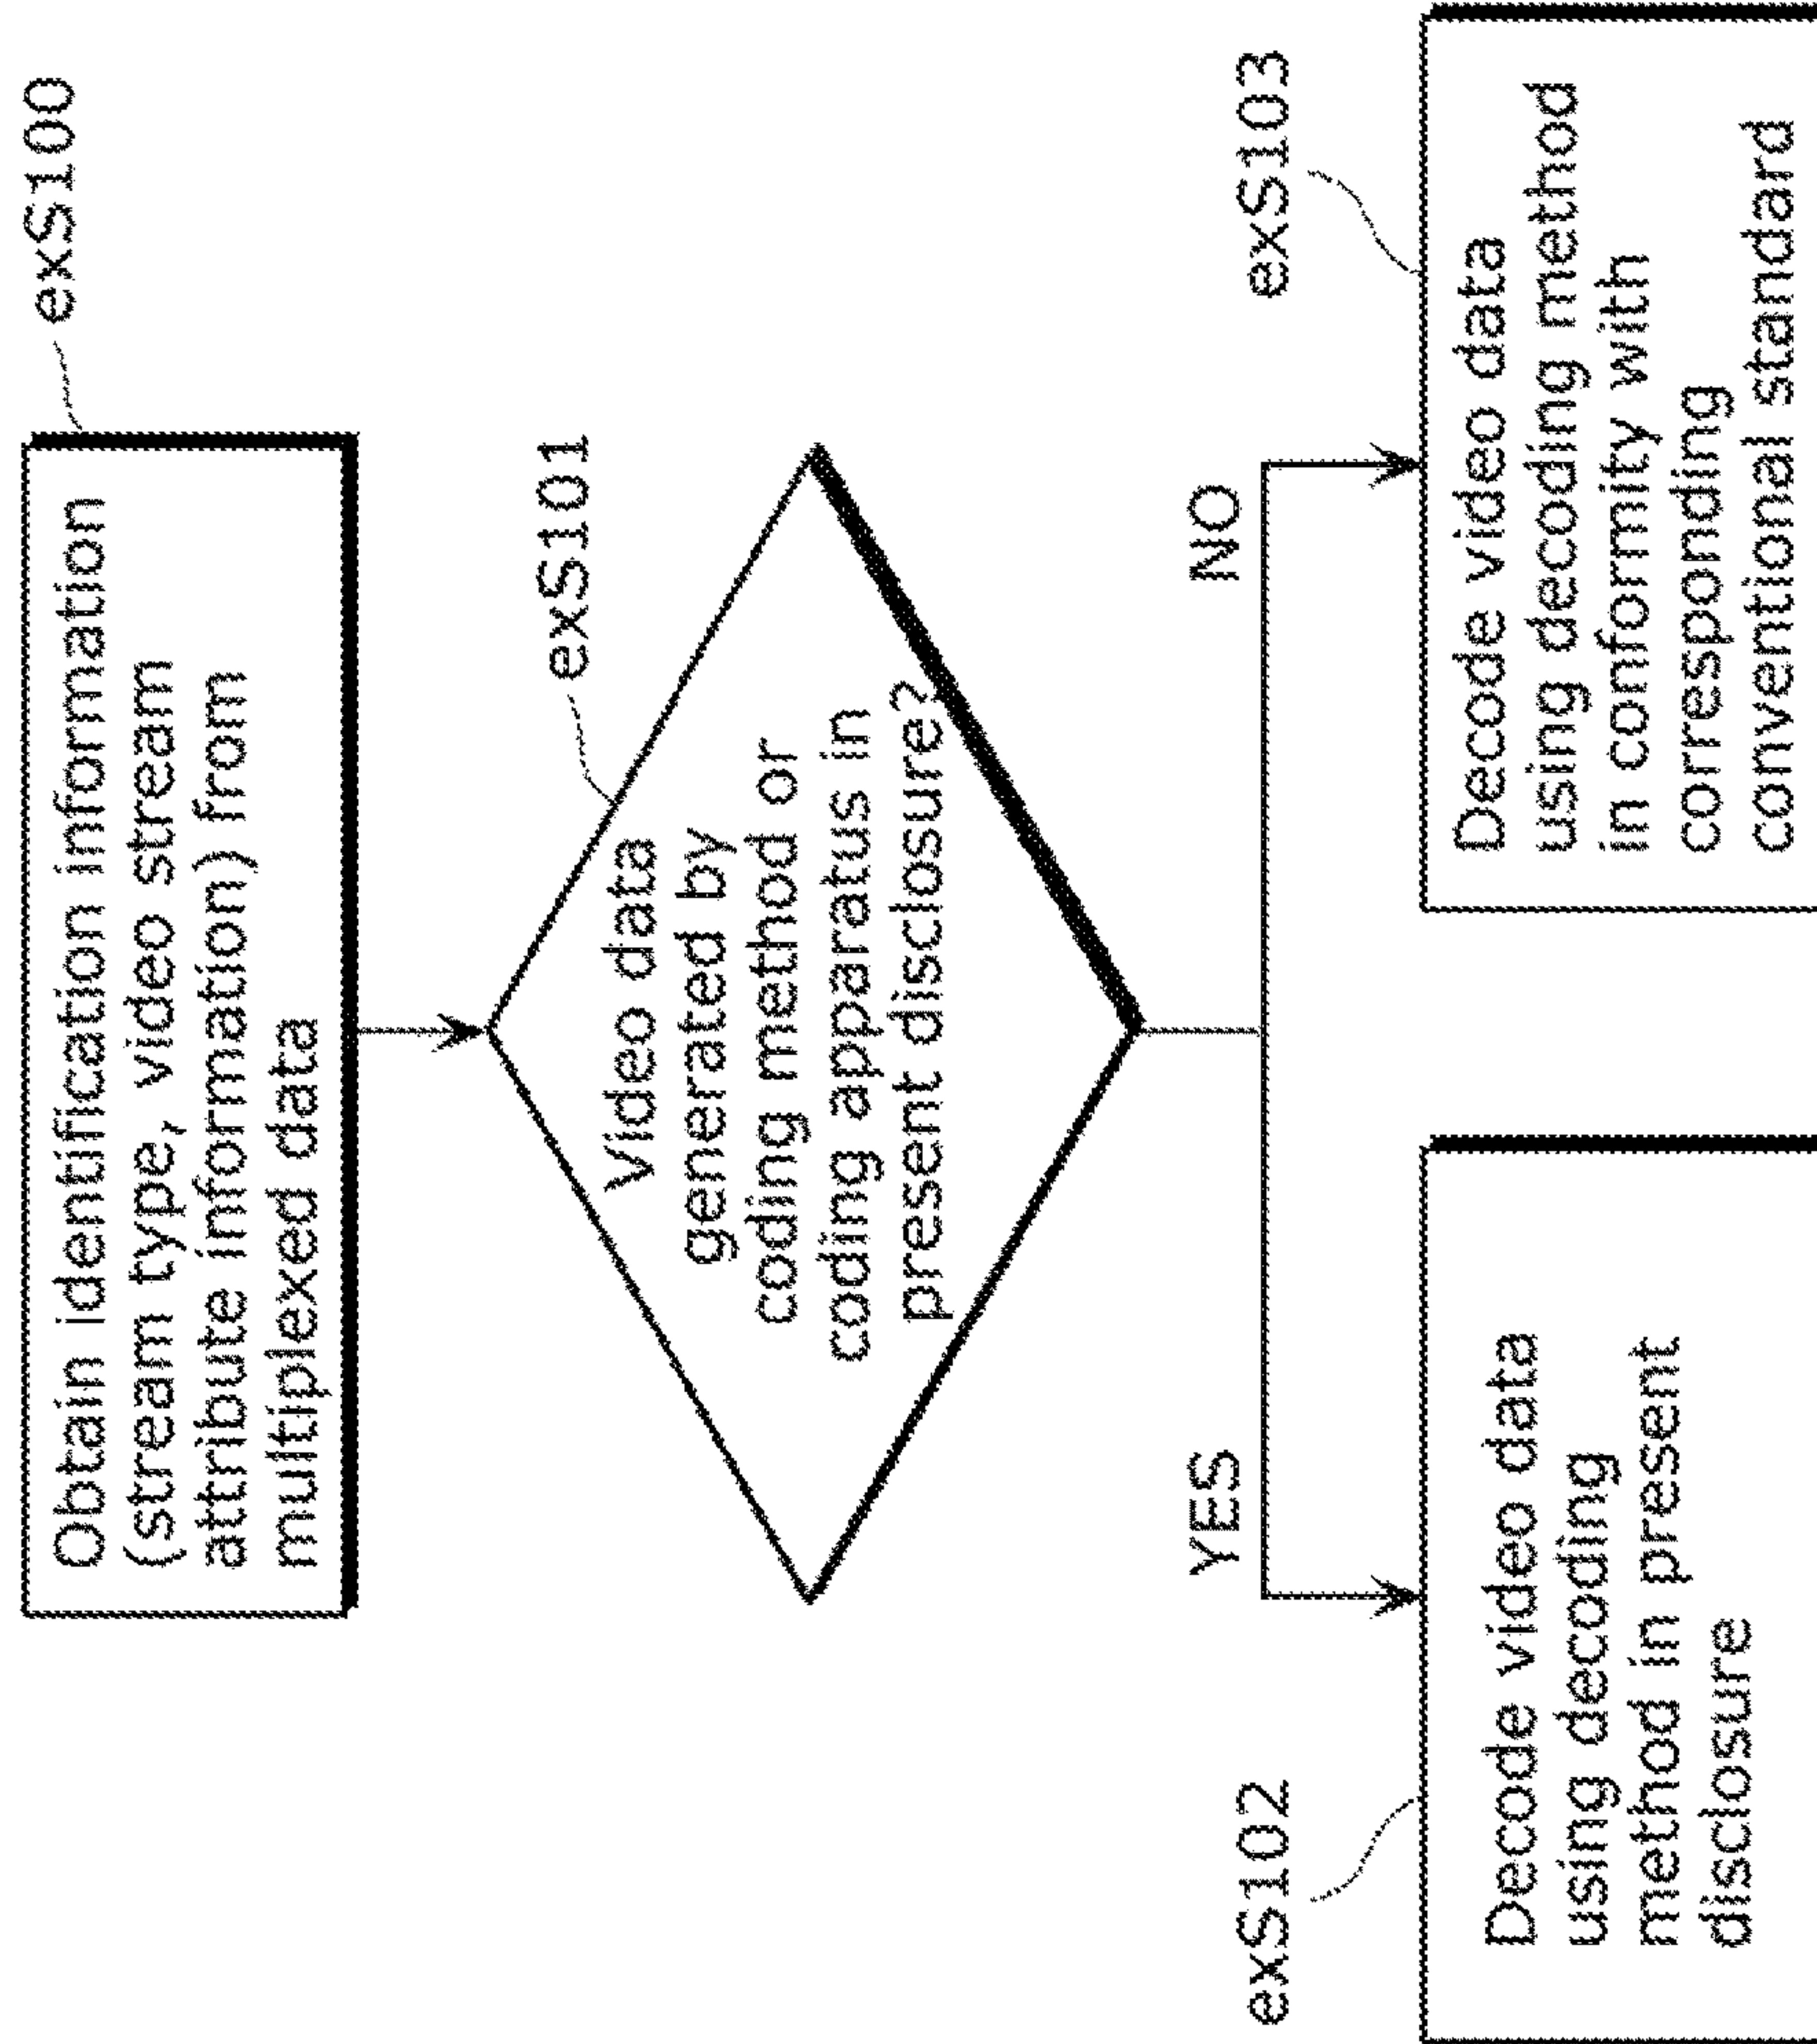 exS100
Obtain identification information
(stream type, video stream
attribute information) from
multiplexed data
exS101
Video data
generated by
coding method or
coding apparatus in
present disclosure?
YES
NO
exS102
Decode video data
using decoding
method in present
disclosure
exS103
Decode video data
using decoding method
in conformity with
corresponding
conventional standard